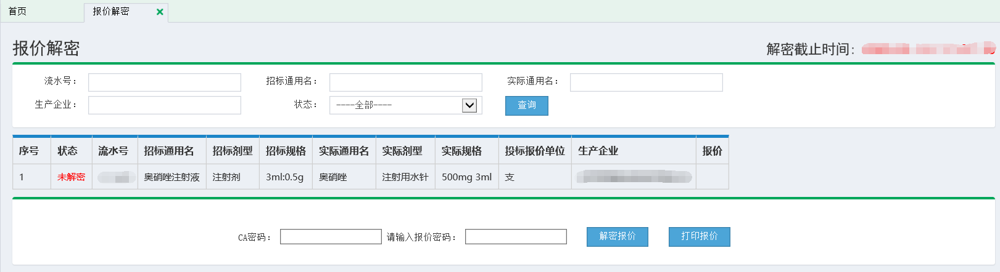 首页 报价解密
报价解密 解密截止时间：
流水号： 招标通用名： 实际通用名：
生产企业： 状态： ----全部---- 查询
序号 状态 流水号 招标通用名 招标剂型 招标规格 实际通用名 实际剂型 实际规格 投标报价单位 生产企业 报价
1 未解密 奥硝唑注射液 注射剂 3ml:0.5g 奥硝唑 注射用水针 500mg 3ml 支
CA密码： 请输入报价密码： 解密报价 打印报价